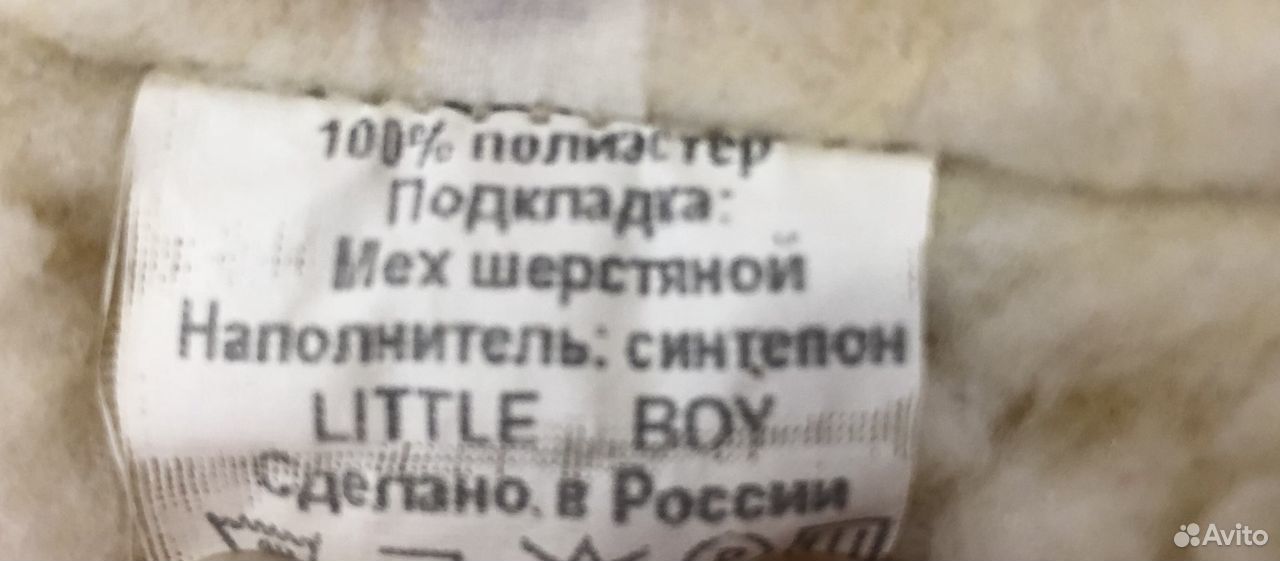 100% полиэстер
Подкладка:
Мех шерстяной
Наполнитель: синтепон
LITTLE BOY
Сделано в России
Avito